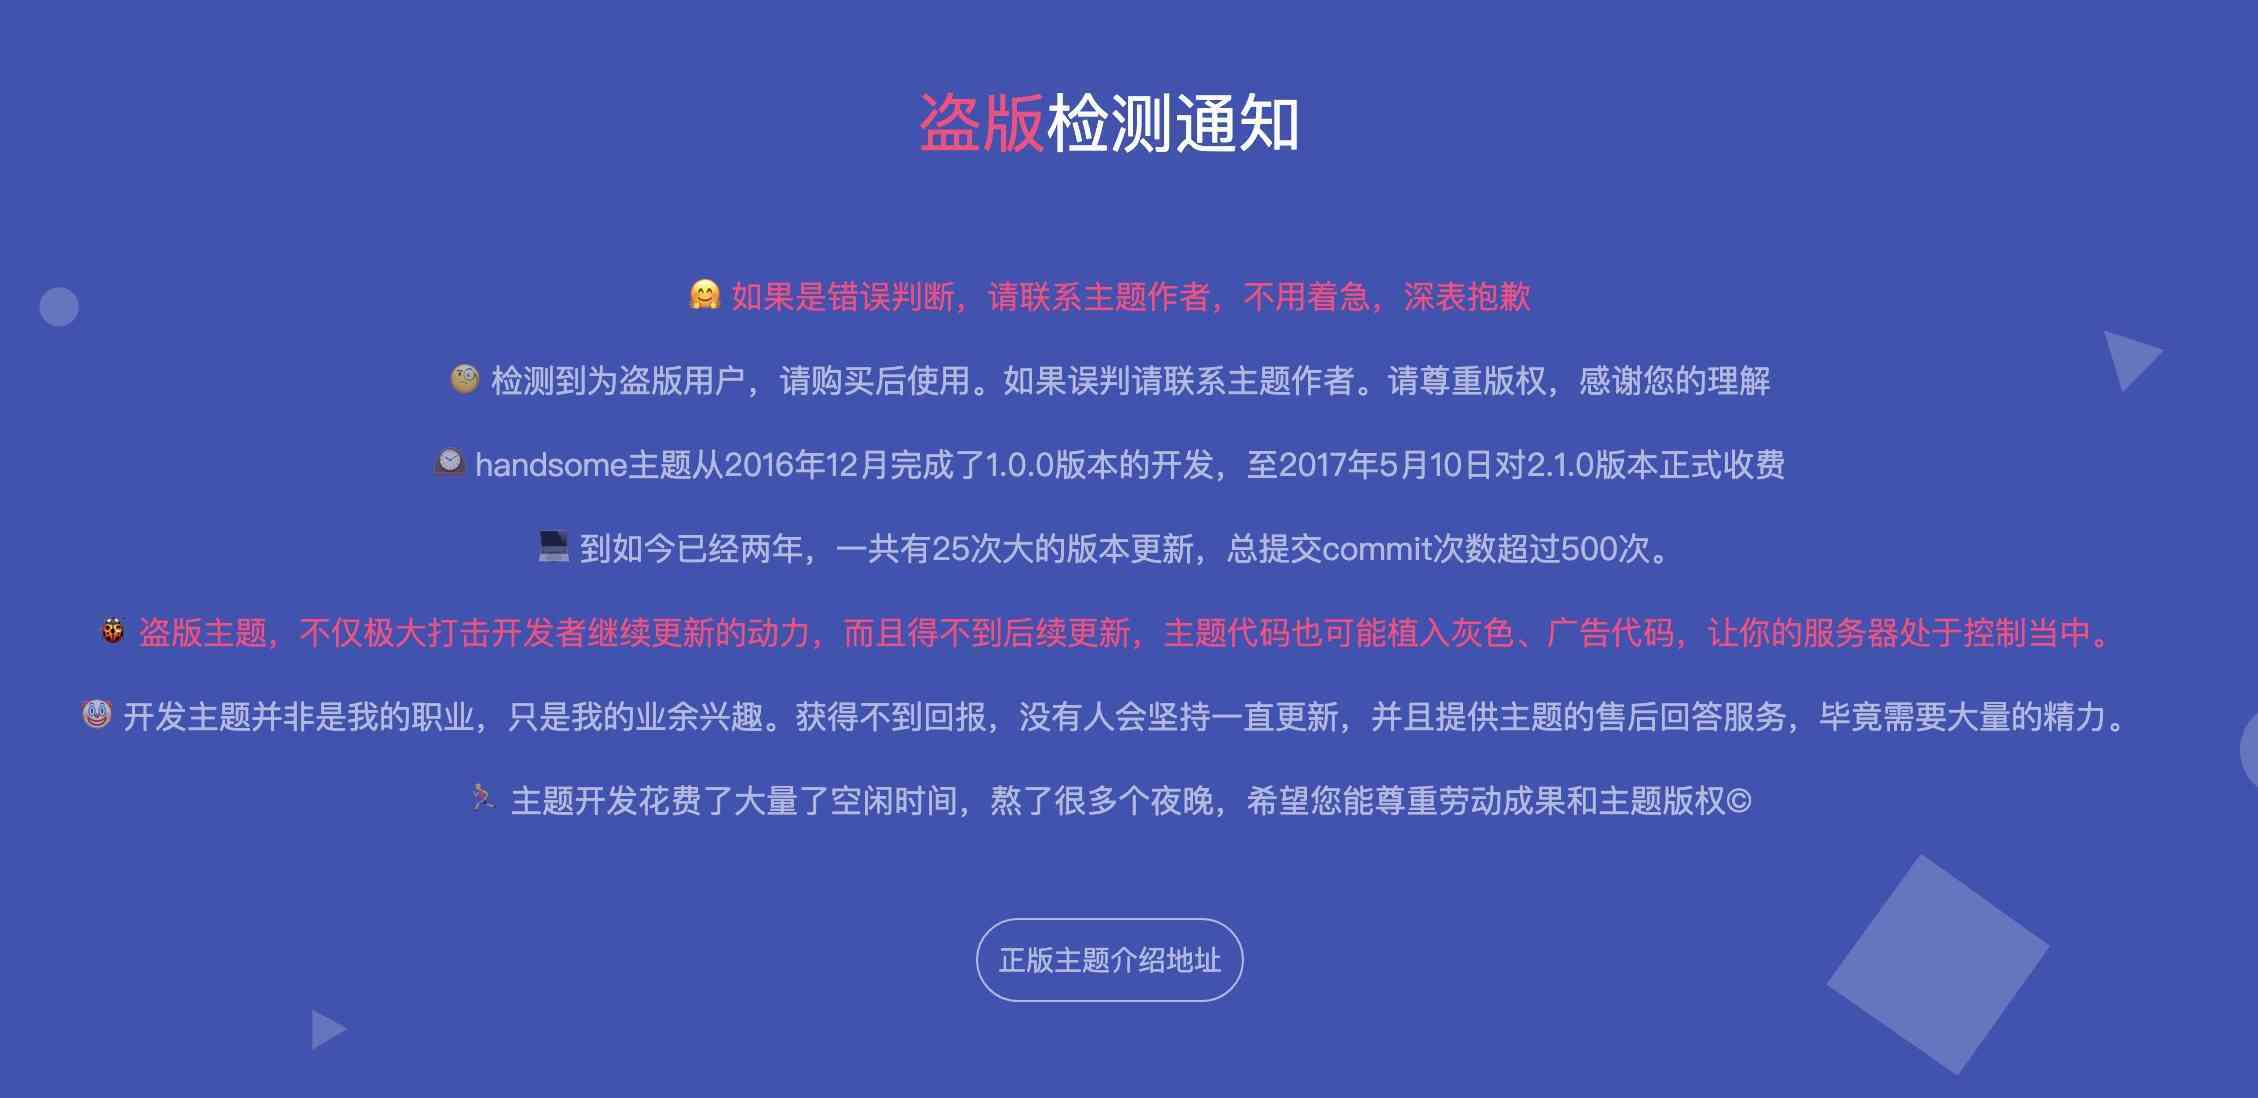 盗版检测通知
🤗 如果是错误判断，请联系主题作者，不用着急，深表抱歉
🧐 检测到为盗版用户，请购买后使用。如果误判请联系主题作者。请尊重版权，感谢您的理解
🕰 handsome主题从2016年12月完成了1.0.0版本的开发，至2017年5月10日对2.1.0版本正式收费
💻 到如今已经两年，一共有25次大的版本更新，总提交commit次数超过500次。
🐞 盗版主题，不仅极大打击开发者继续更新的动力，而且得不到后续更新，主题代码也可能植入灰色、广告代码，让你的服务器处于控制当中。
🤡 开发主题并非是我的职业，只是我的业余兴趣。获得不到回报，没有人会坚持一直更新，并且提供主题的售后回答服务，毕竟需要大量的精力。
🏃 主题开发花费了大量了空闲时间，熬了很多个夜晚，希望您能尊重劳动成果和主题版权©
正版主题介绍地址